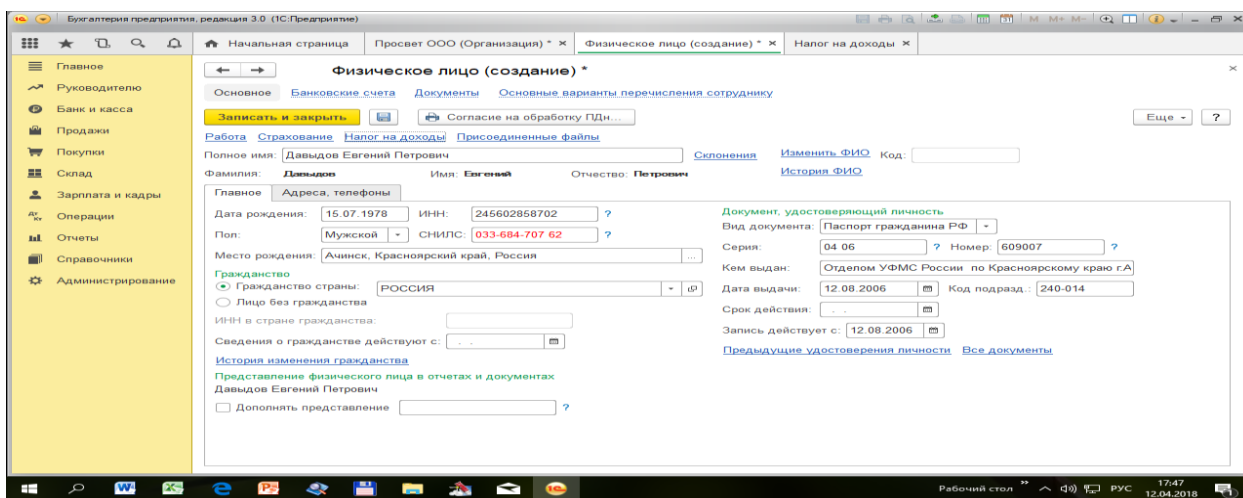 Бухгалтерия предприятия, редакция 3.0 (1С:Предприятие) M M+ M-
Начальная страница Просвет ООО (Организация) * × Физическое лицо (создание) * × Налог на доходы ×
Главное
Руководителю
Банк и касса
Продажи
Покупки
Склад
Зарплата и кадры
Операции
Отчеты
Справочники
Администрирование
Физическое лицо (создание) *
Основное Банковские счета Документы Основные варианты перечисления сотруднику
Записать и закрыть Согласие на обработку ПДн... Еще ?
Работа Страхование Налог на доходы Присоединенные файлы
Полное имя: Давыдов Евгений Петрович Склонения Изменить ФИО Код:
Фамилия: Давыдов Имя: Евгений Отчество: Петрович История ФИО
Главное Адреса, телефоны
Дата рождения: 15.07.1978 ИНН: 245602858702 ? Документ, удостоверяющий личность
Вид документа: Паспорт гражданина РФ
Пол: Мужской СНИЛС: 033-684-707 62 ? Серия: 04 06 ? Номер: 609007 ?
Место рождения: Ачинск, Красноярский край, Россия ... Кем выдан: Отделом УФМС России по Красноярскому краю г.А
Гражданство
Гражданство страны: РОССИЯ Дата выдачи: 12.08.2006 Код подразд.: 240-014
Лицо без гражданства Срок действия: . .
ИНН в стране гражданства: Запись действует с: 12.08.2006
Сведения о гражданстве действуют с: . . Предыдущие удостоверения личности Все документы
История изменения гражданства
Представление физического лица в отчетах и документах
Давыдов Евгений Петрович
Дополнять представление ?
Рабочий стол » РУС 17:47
12.04.2018